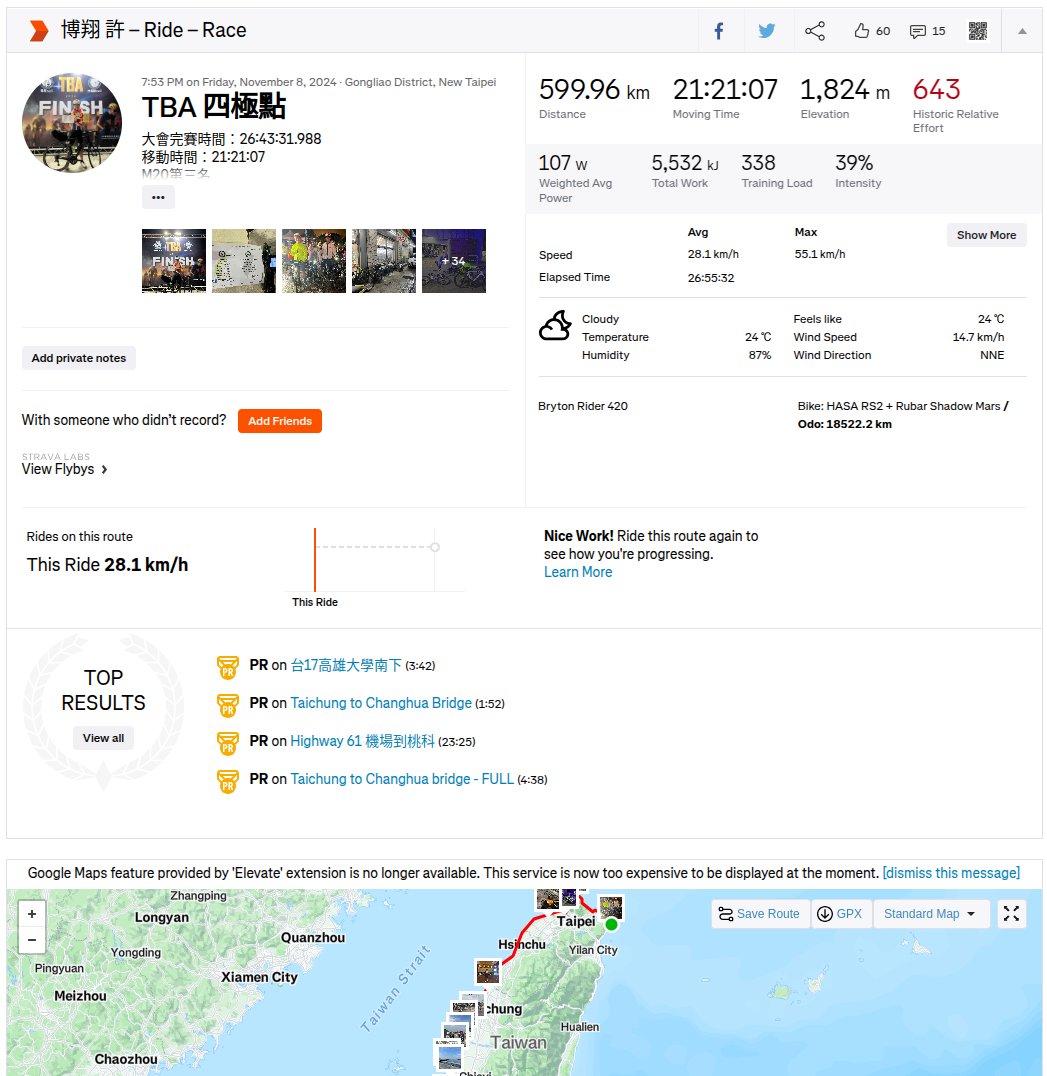 博翔 許 – Ride – Race
60
15
7:53 PM on Friday, November 8, 2024 · Gongliao District, New Taipei
TBA 四極點
大會完賽時間：26:43:31.988
移動時間：21:21:07
M20第三名
+ 34
Add private notes
With someone who didn't record?
Add Friends
STRAVA LABS
View Flybys
599.96 km
Distance
21:21:07
Moving Time
1,824 m
Elevation
643
Historic Relative
Effort
107 W
Weighted Avg
Power
5,532 kJ
Total Work
338
Training Load
39%
Intensity
Avg
Max
Show More
Speed
28.1 km/h
55.1 km/h
Elapsed Time
26:55:32
Cloudy
Feels like
24 ℃
Temperature
24 ℃
Wind Speed
14.7 km/h
Humidity
87%
Wind Direction
NNE
Bryton Rider 420
Bike: HASA RS2 + Rubar Shadow Mars /
Odo: 18522.2 km
Rides on this route
This Ride 28.1 km/h
This Ride
Nice Work! Ride this route again to
see how you're progressing.
Learn More
TOP
RESULTS
View all
PR on 台17高雄大學南下 (3:42)
PR on Taichung to Changhua Bridge (1:52)
PR on Highway 61 機場到桃科 (23:25)
PR on Taichung to Changhua bridge - FULL (4:38)
Google Maps feature provided by 'Elevate' extension is no longer available. This service is now too expensive to be displayed at the moment. [dismiss this message]
+
−
Save Route
GPX
Standard Map
Zhangping
Longyan
Quanzhou
Yongding
Pingyuan
Xiamen City
Meizhou
Chaozhou
Taiwan Strait
Taipei
Hsinchu
Yilan City
chung
Hualien
Taiwan